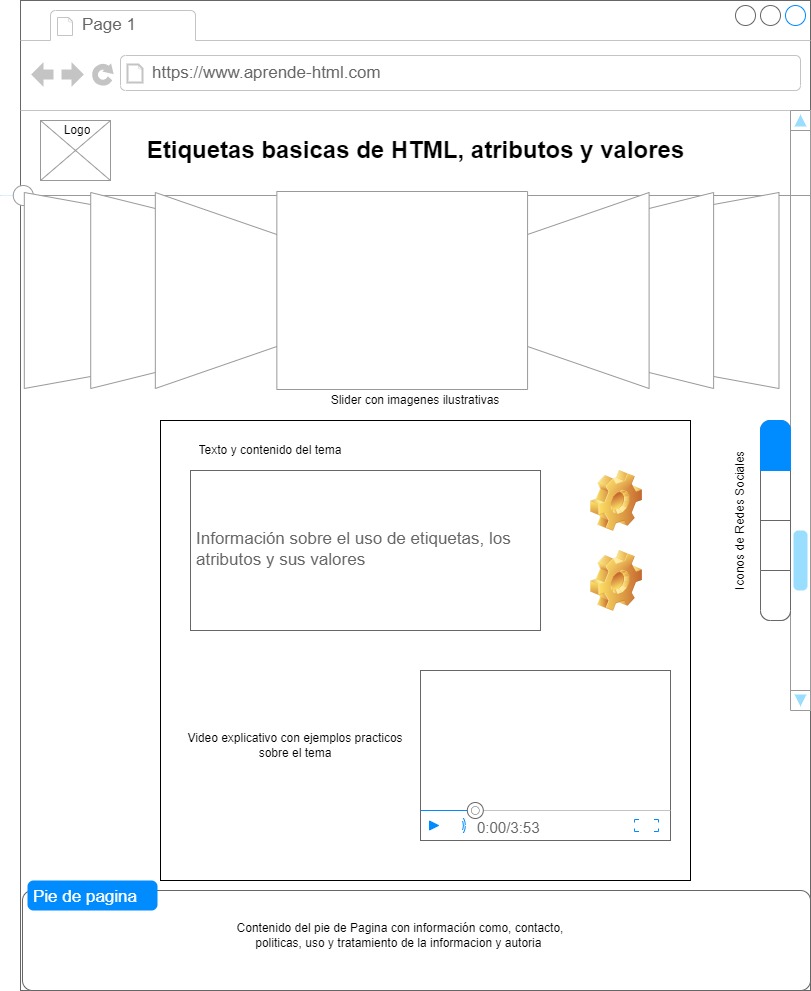 Page 1
https://www.aprende-html.com
Logo
Etiquetas basicas de HTML, atributos y valores
Slider con imagenes ilustrativas
Texto y contenido del tema
Información sobre el uso de etiquetas, los
atributos y sus valores
Iconos de Redes Sociales
Video explicativo con ejemplos practicos
sobre el tema
0:00/3:53
Pie de pagina
Contenido del pie de Pagina con información como, contacto,
politicas, uso y tratamiento de la informacion y autoria